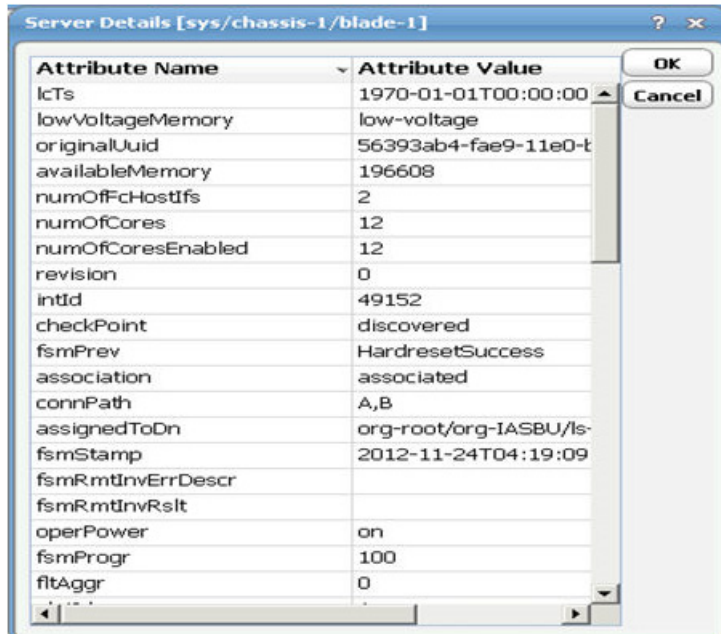 Server Details [sys/chassis-1/blade-1]
Attribute Name Attribute Value
lcTs 1970-01-01T00:00:00
lowVoltageMemory low-voltage
originalUuid 56393ab4-fae9-11e0-b
availableMemory 196608
numOfFcHostIfs 2
numOfCores 12
numOfCoresEnabled 12
revision 0
intId 49152
checkPoint discovered
fsmPrev HardresetSuccess
association associated
connPath A,B
assignedToDn org-root/org-IASBU/ls-
fsmStamp 2012-11-24T04:19:09
fsmRmtInvErrDescr
fsmRmtInvRslt
operPower on
fsmProgr 100
fltAggr 0
OK
Cancel